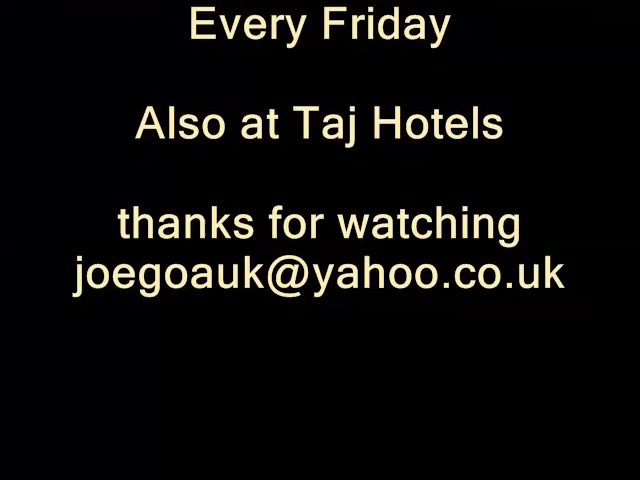 Every Friday
Also at Taj Hotels
thanks for watching
joegoauk@yahoo.co.uk